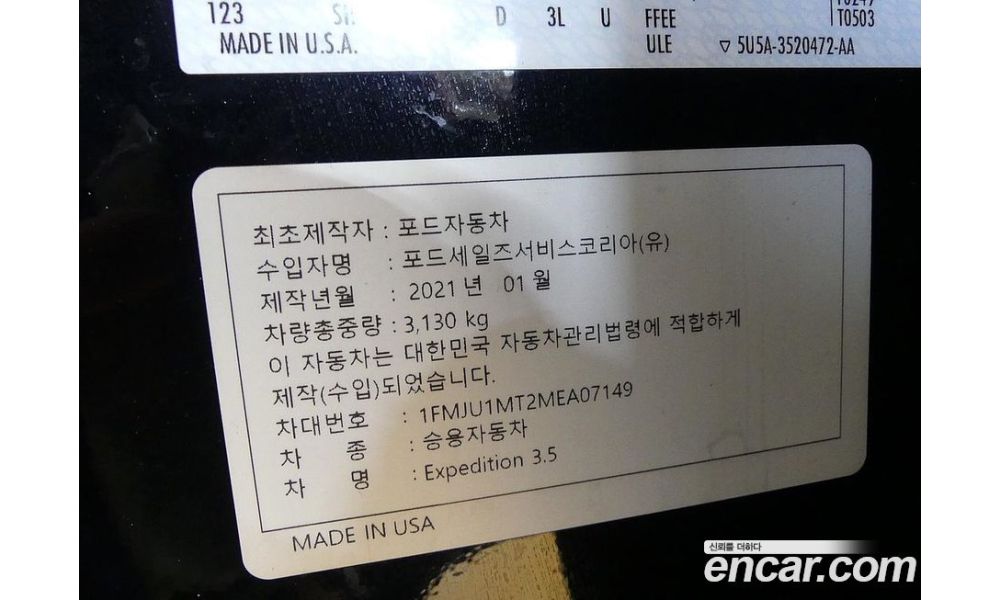 123 D 3L U FFEE
T0503
MADE IN U.S.A. ULE ▽ 5U5A-3520472-AA
최초제작자 : 포드자동차
수입자명 : 포드세일즈서비스코리아(유)
제작년월 : 2021 년 01 월
차량총중량 : 3,130 kg
이 자동차는 대한민국 자동차관리법령에 적합하게
제작(수입)되었습니다.
차대번호 : 1FMJU1MT2MEA07149
차 종 : 승용자동차
차 명 : Expedition 3.5
MADE IN USA
신뢰를 더하다
encar.com